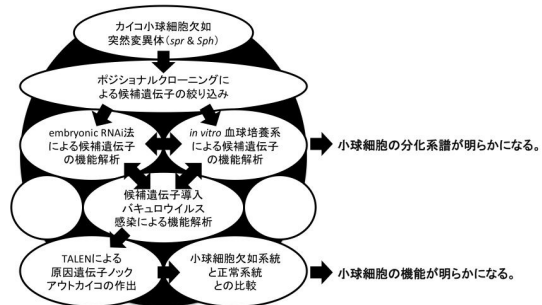 カイコ小球細胞欠如
突然変異体(spr & Sph)
ポジショナルクローニングに
よる候補遺伝子の絞り込み
embryonic RNAi法
による候補遺伝子
の機能解析
in vitro 血球培養系
による候補遺伝子
の機能解析
小球細胞の分化系譜が明らかになる。
候補遺伝子導入
バキュロウイルス
感染による機能解析
TALENによる
原因遺伝子ノック
アウトカイコの作出
小球細胞欠如系統
と正常系統
との比較
小球細胞の機能が明らかになる。